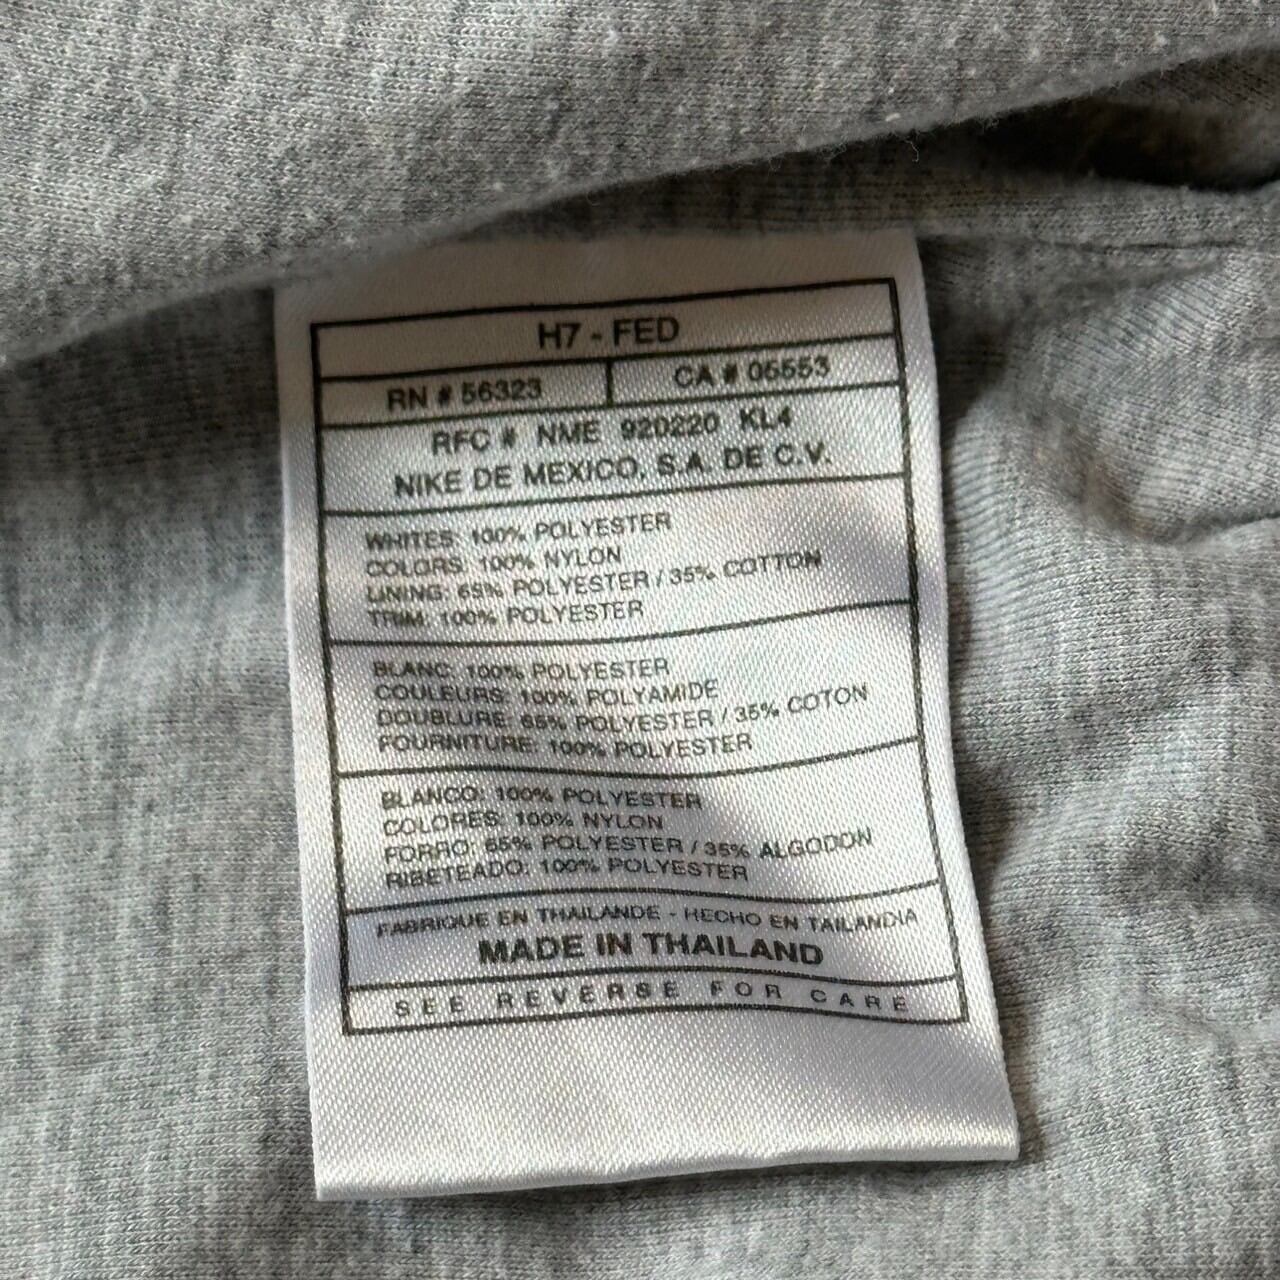 H7 - FED
RN # 56323
CA # 05553
RFC # NME 920220 KL4
NIKE DE MEXICO, S.A. DE C.V.
WHITES: 100% POLYESTER
COLORS: 100% NYLON
LINING: 65% POLYESTER / 35% COTTON
TRIM: 100% POLYESTER
BLANC: 100% POLYESTER
COULEURS: 100% POLYAMIDE
DOUBLURE: 65% POLYESTER / 35% COTON
FOURNITURE: 100% POLYESTER
BLANCO: 100% POLYESTER
COLORES: 100% NYLON
FORRO: 65% POLYESTER / 35% ALGODON
RIBETEADO: 100% POLYESTER
FABRIQUE EN THAILANDE - HECHO EN TAILANDIA
MADE IN THAILAND
SEE REVERSE FOR CARE